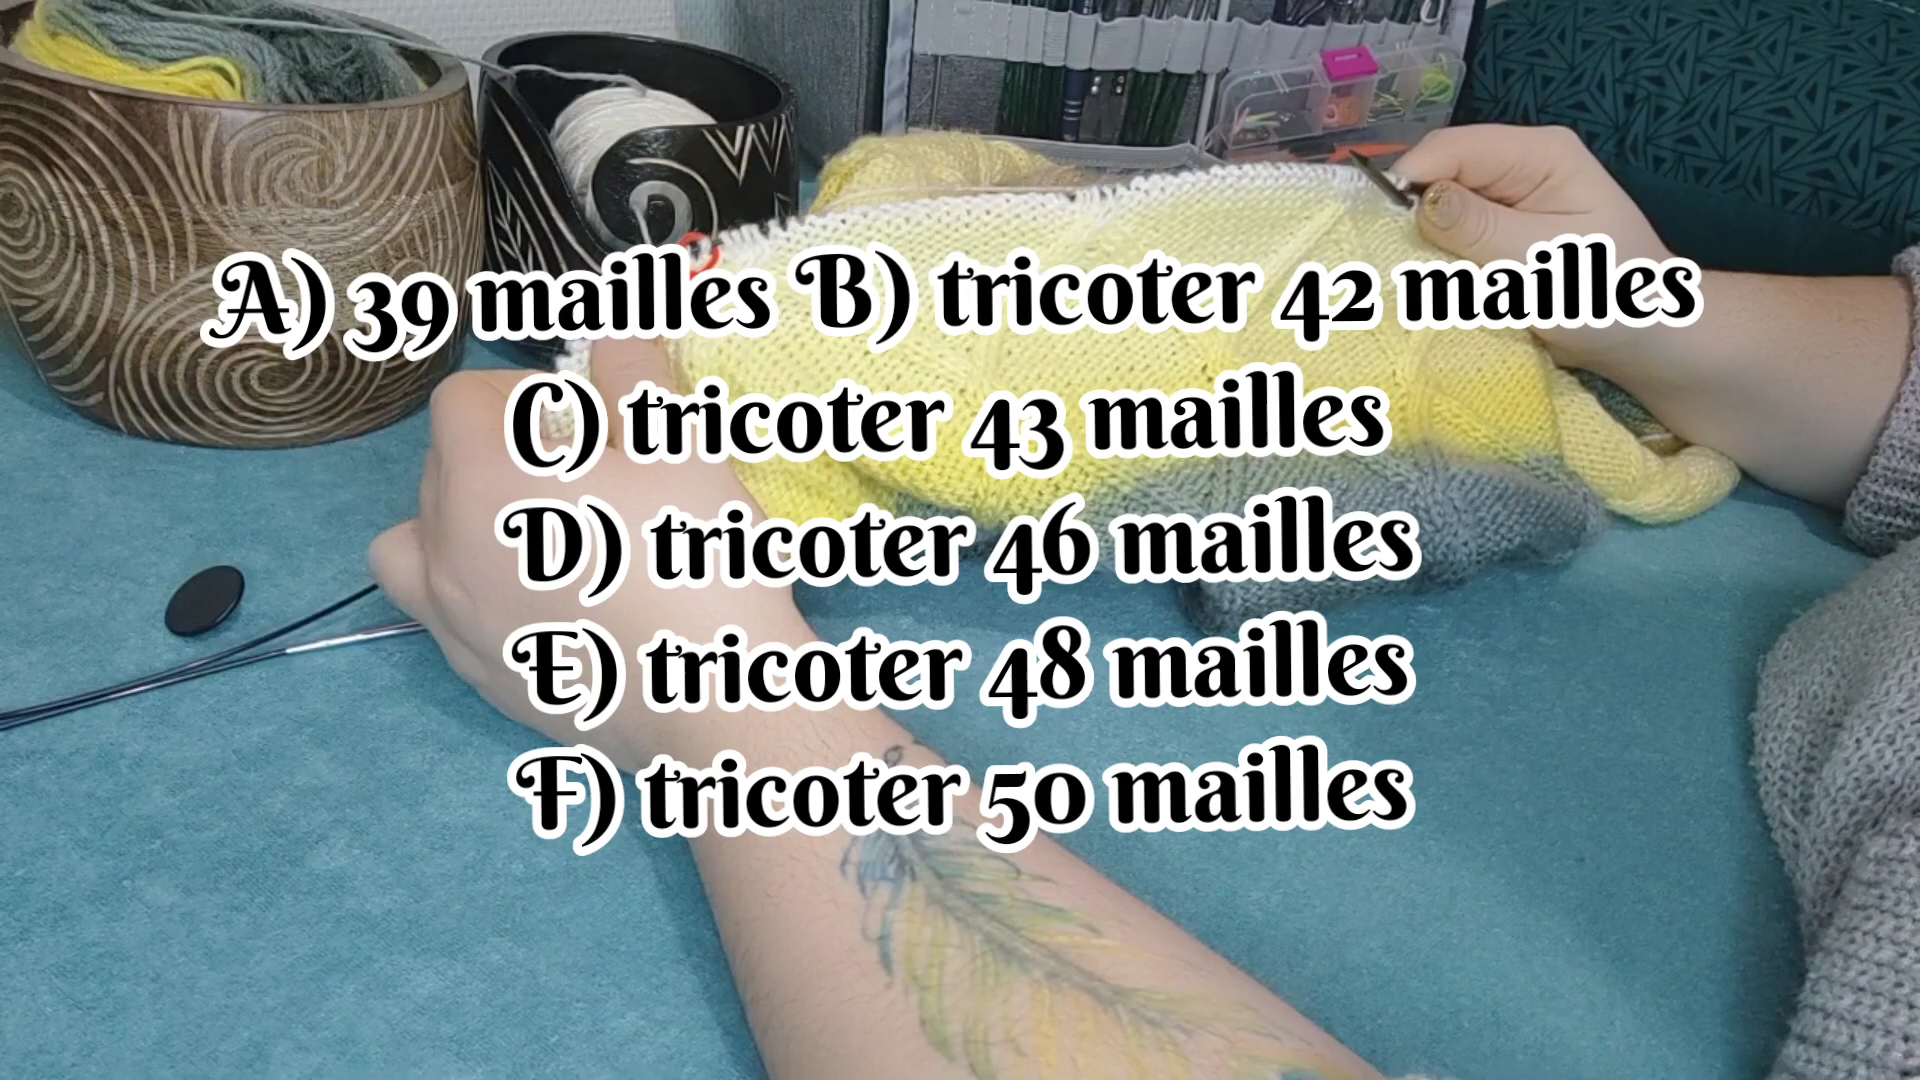 A) 39 mailles B) tricoter 42 mailles
C) tricoter 43 mailles
D) tricoter 46 mailles
E) tricoter 48 mailles
F) tricoter 50 mailles